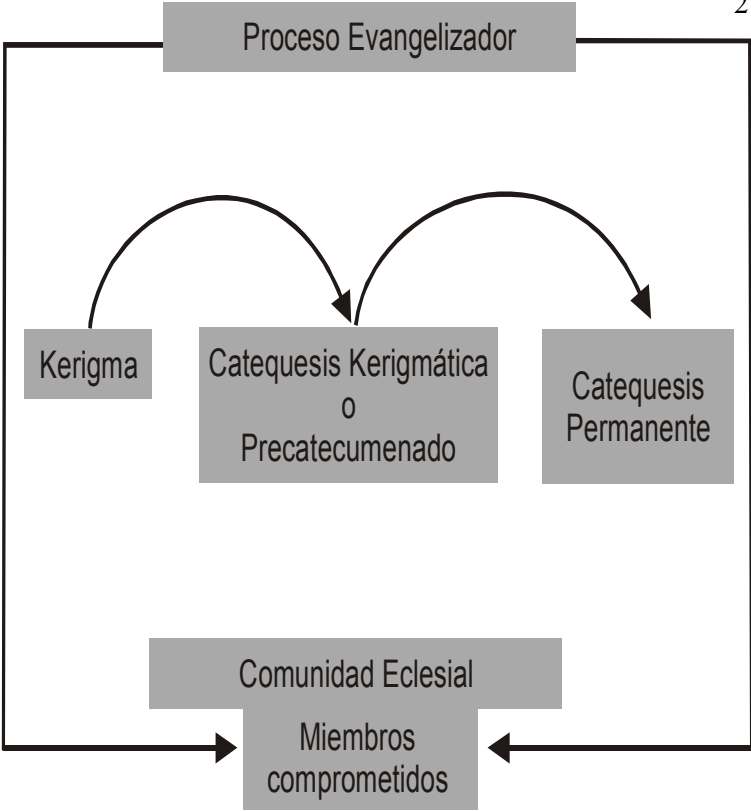 2
Proceso Evangelizador
Kerigma
Catequesis Kerigmática
o
Precatecumenado
Catequesis
Permanente
Comunidad Eclesial
Miembros
comprometidos